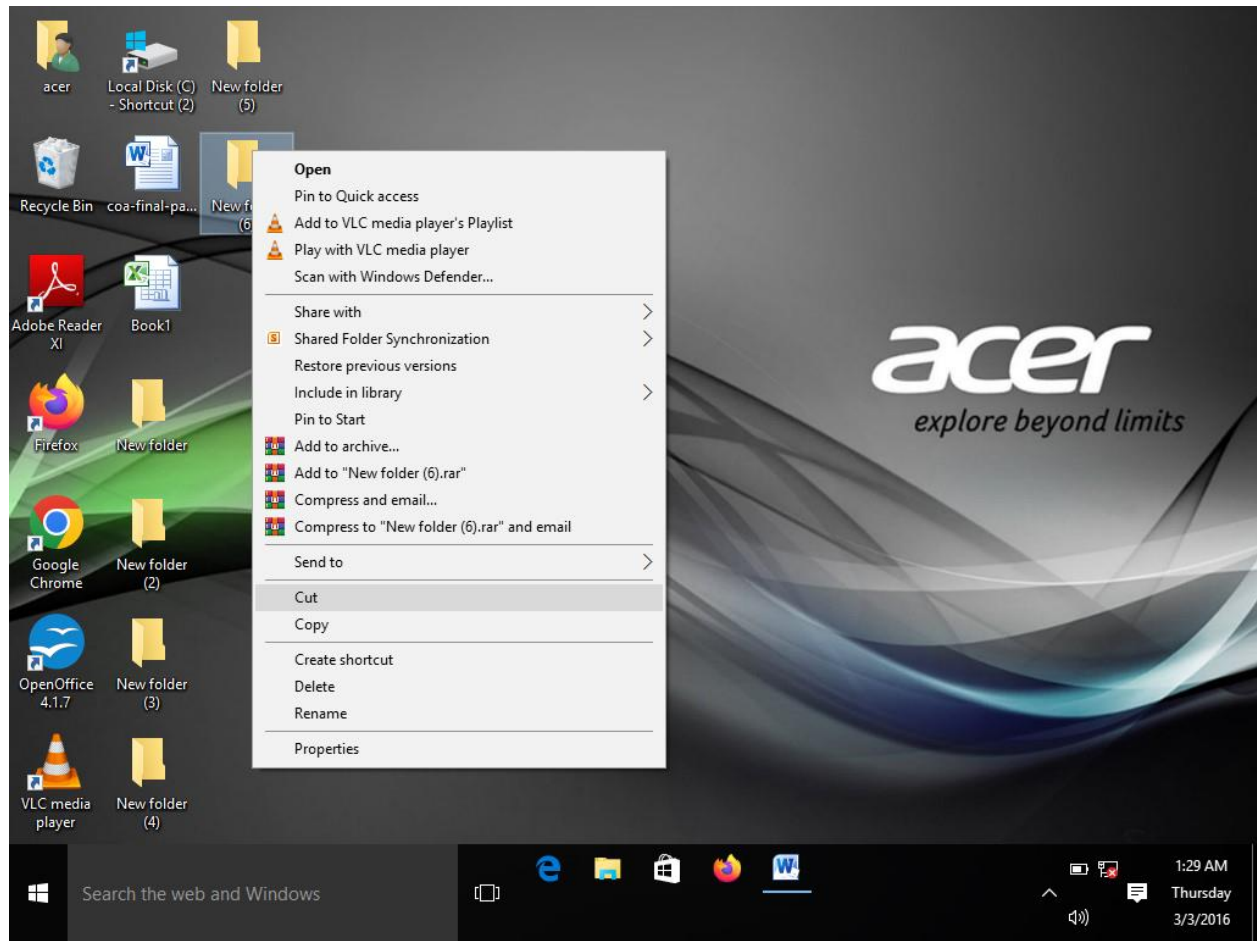 acer
Local Disk (C)
- Shortcut (2)
New folder
(5)
Recycle Bin
coa-final-pa...
New
(6
Adobe Reader
XI
Book1
Firefox
New folder
Google
Chrome
New folder
(2)
OpenOffice
4.1.7
New folder
(3)
VLC media
player
New folder
(4)
Open
Pin to Quick access
Add to VLC media player's Playlist
Play with VLC media player
Scan with Windows Defender...
Share with
Shared Folder Synchronization
Restore previous versions
Include in library
Pin to Start
Add to archive...
Add to "New folder (6).rar"
Compress and email...
Compress to "New folder (6).rar" and email
Send to
Cut
Copy
Create shortcut
Delete
Rename
Properties
acer
explore beyond limits
Search the web and Windows
1:29 AM
Thursday
3/3/2016